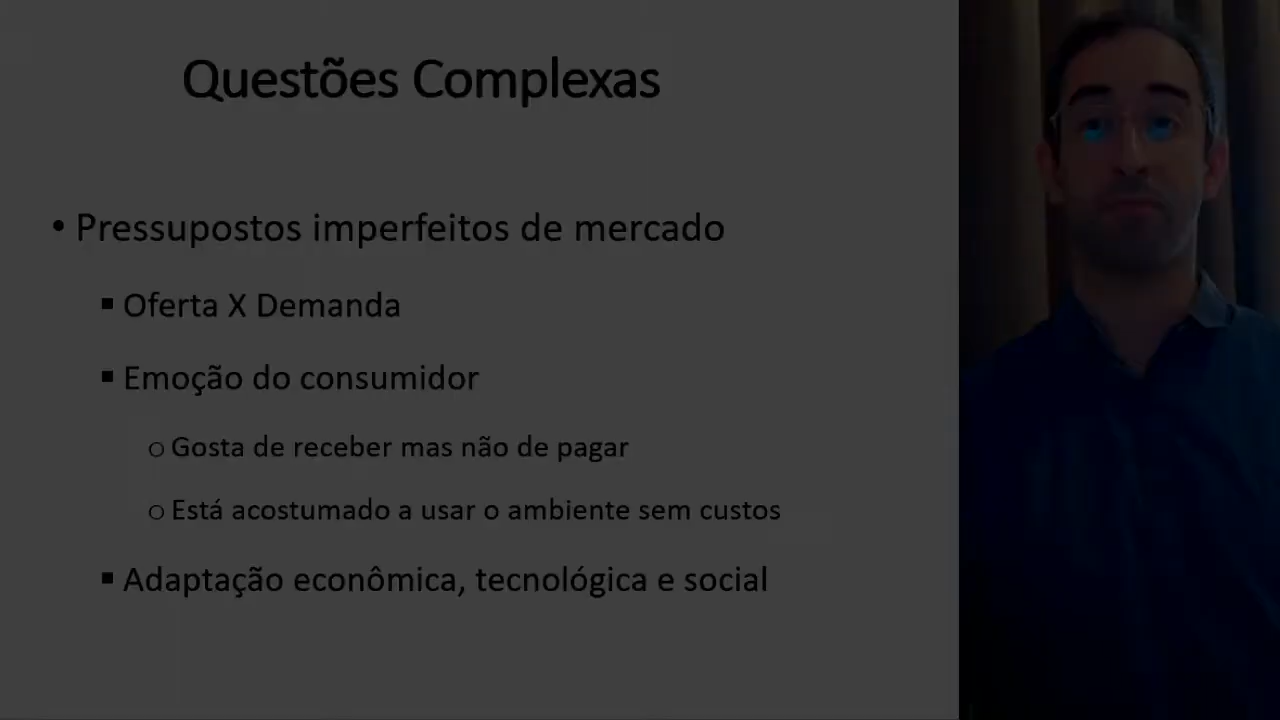 Questões Complexas
• Pressupostos imperfeitos de mercado
▪ Oferta X Demanda
▪ Emoção do consumidor
o Gosta de receber mas não de pagar
o Está acostumado a usar o ambiente sem custos
▪ Adaptação econômica, tecnológica e social